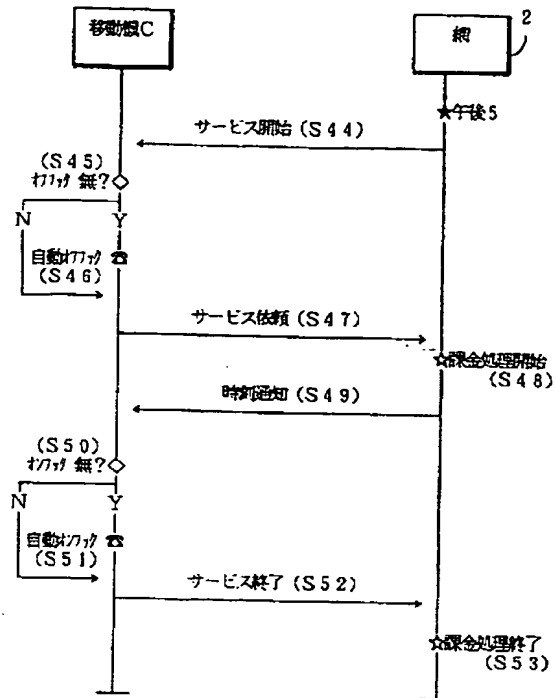 移動機C
網
2
★午後5
サービス開始(S44)
(S45)
オフフック 無?
N
Y
自動オフフック
(S46)
サービス依頼(S47)
☆課金処理開始
(S48)
時刻通知(S49)
(S50)
オンフック 無?
N
Y
自動オンフック
(S51)
サービス終了(S52)
☆課金処理終了
(S53)